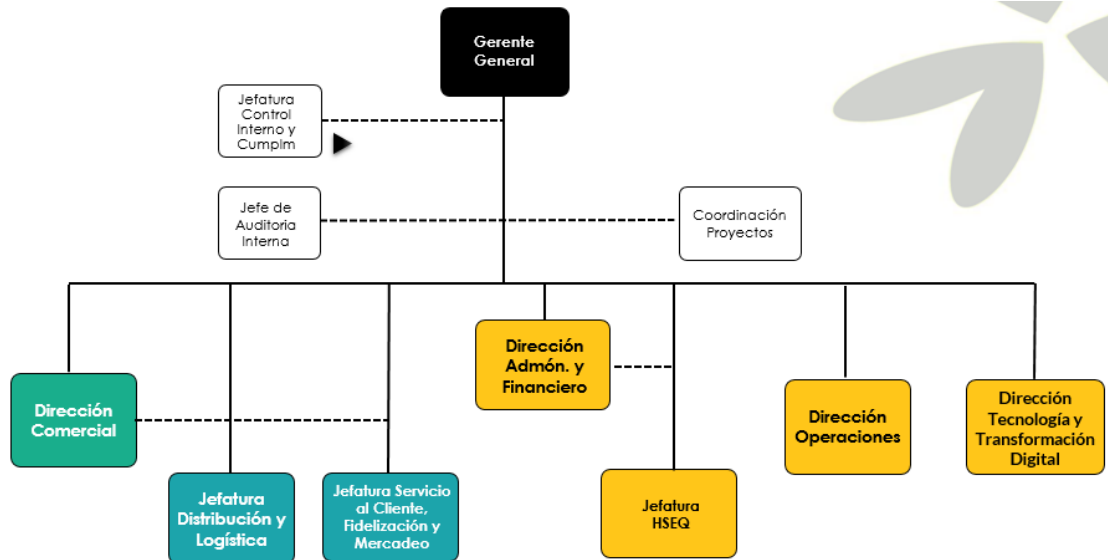 Gerente
General
Jefatura
Control
Interno y
Cumplm
Jefe de
Auditoria
Interna
Coordinación
Proyectos
Dirección
Comercial
Jefatura
Distribución y
Logística
Jefatura Servicio
al Cliente,
Fidelización y
Mercadeo
Dirección
Admón. y
Financiero
Jefatura
HSEQ
Dirección
Operaciones
Dirección
Tecnología y
Transformación
Digital